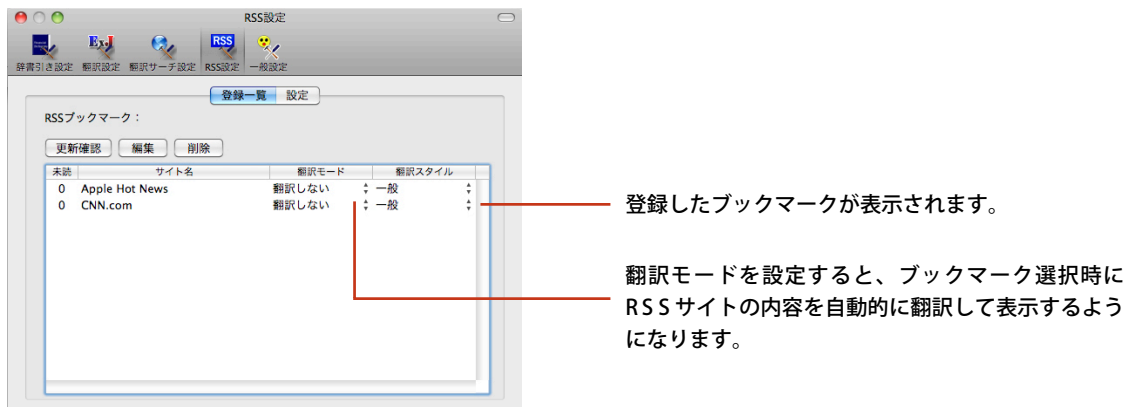 RSS設定
RSS
辞書引き設定 翻訳設定 翻訳サーチ設定 RSS設定 一般設定
登録一覧 設定
RSSブックマーク：
更新確認 編集 削除
未読 サイト名 翻訳モード 翻訳スタイル
0 Apple Hot News 翻訳しない 一般
0 CNN.com 翻訳しない 一般
登録したブックマークが表示されます。
翻訳モードを設定すると、ブックマーク選択時に
RSSサイトの内容を自動的に翻訳して表示するよう
になります。